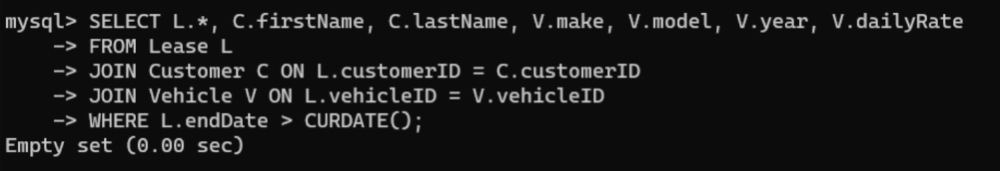 mysql> SELECT L.*, C.firstName, C.lastName, V.make, V.model, V.year, V.dailyRate
    -> FROM Lease L
    -> JOIN Customer C ON L.customerID = C.customerID
    -> JOIN Vehicle V ON L.vehicleID = V.vehicleID
    -> WHERE L.endDate > CURDATE();
Empty set (0.00 sec)